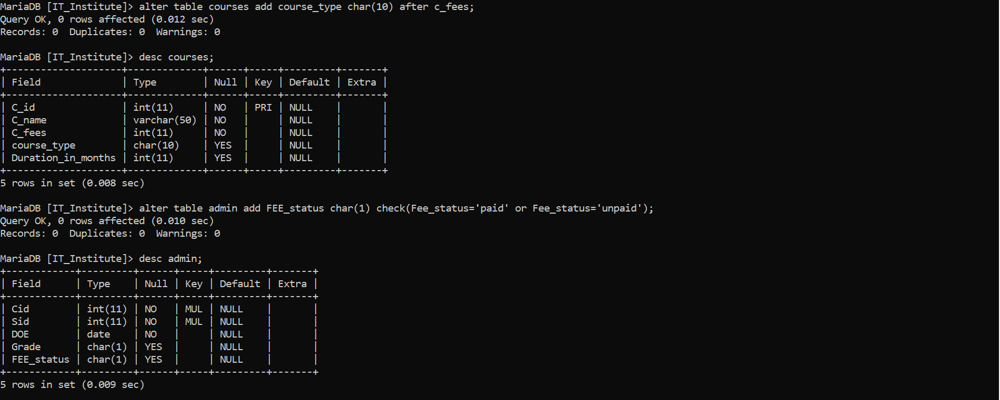 MariaDB [IT_Institute]> alter table courses add course_type char(10) after c_fees;
Query OK, 0 rows affected (0.012 sec)
Records: 0  Duplicates: 0  Warnings: 0

MariaDB [IT_Institute]> desc courses;
+--------------------+-------------+------+-----+---------+-------+
| Field              | Type        | Null | Key | Default | Extra |
+--------------------+-------------+------+-----+---------+-------+
| C_id               | int(11)     | NO   | PRI | NULL    |       |
| C_name             | varchar(50) | NO   |     | NULL    |       |
| C_fees             | int(11)     | NO   |     | NULL    |       |
| course_type        | char(10)    | YES  |     | NULL    |       |
| Duration_in_months | int(11)     | YES  |     | NULL    |       |
+--------------------+-------------+------+-----+---------+-------+
5 rows in set (0.008 sec)

MariaDB [IT_Institute]> alter table admin add FEE_status char(1) check(Fee_status='paid' or Fee_status='unpaid');
Query OK, 0 rows affected (0.010 sec)
Records: 0  Duplicates: 0  Warnings: 0

MariaDB [IT_Institute]> desc admin;
+------------+---------+------+-----+---------+-------+
| Field      | Type    | Null | Key | Default | Extra |
+------------+---------+------+-----+---------+-------+
| Cid        | int(11) | NO   | MUL | NULL    |       |
| Sid        | int(11) | NO   | MUL | NULL    |       |
| DOE        | date    | NO   |     | NULL    |       |
| Grade      | char(1) | YES  |     | NULL    |       |
| FEE_status | char(1) | YES  |     | NULL    |       |
+------------+---------+------+-----+---------+-------+
5 rows in set (0.009 sec)